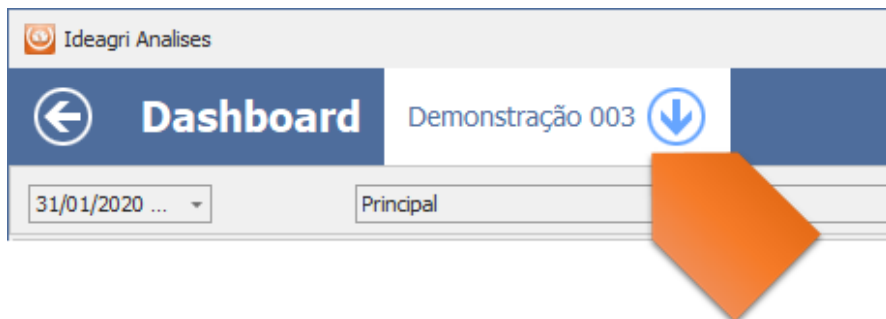 Ideagri Analises
Dashboard Demonstração 003
31/01/2020 ... Principal